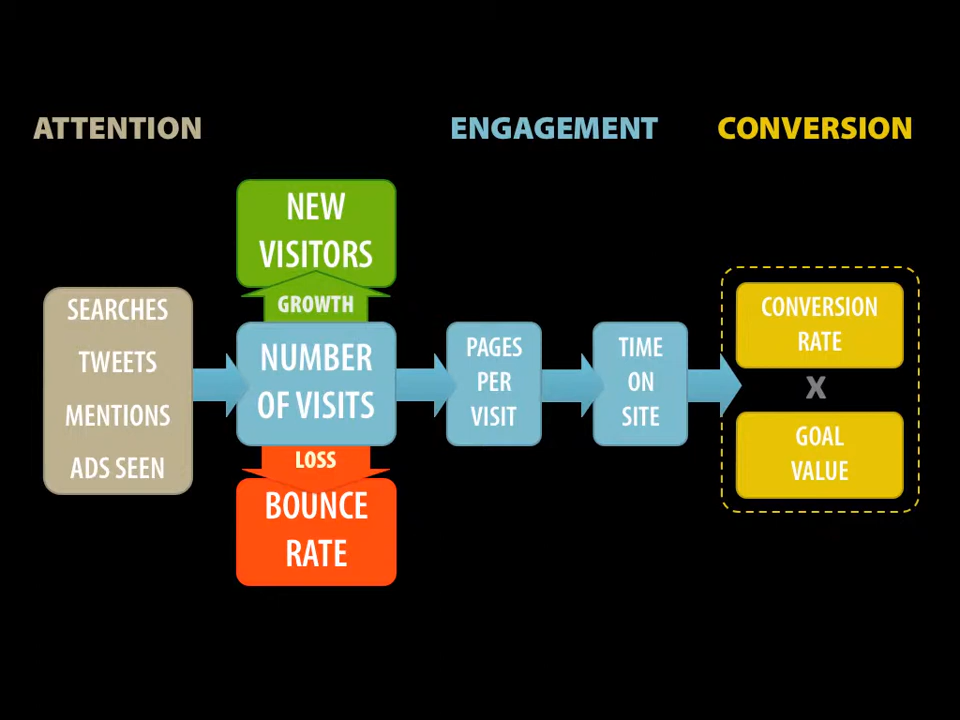 ATTENTION
ENGAGEMENT
CONVERSION
SEARCHES
TWEETS
MENTIONS
ADS SEEN
NEW
VISITORS
GROWTH
NUMBER
OF VISITS
LOSS
BOUNCE
RATE
PAGES
PER
VISIT
TIME
ON
SITE
CONVERSION
RATE
X
GOAL
VALUE